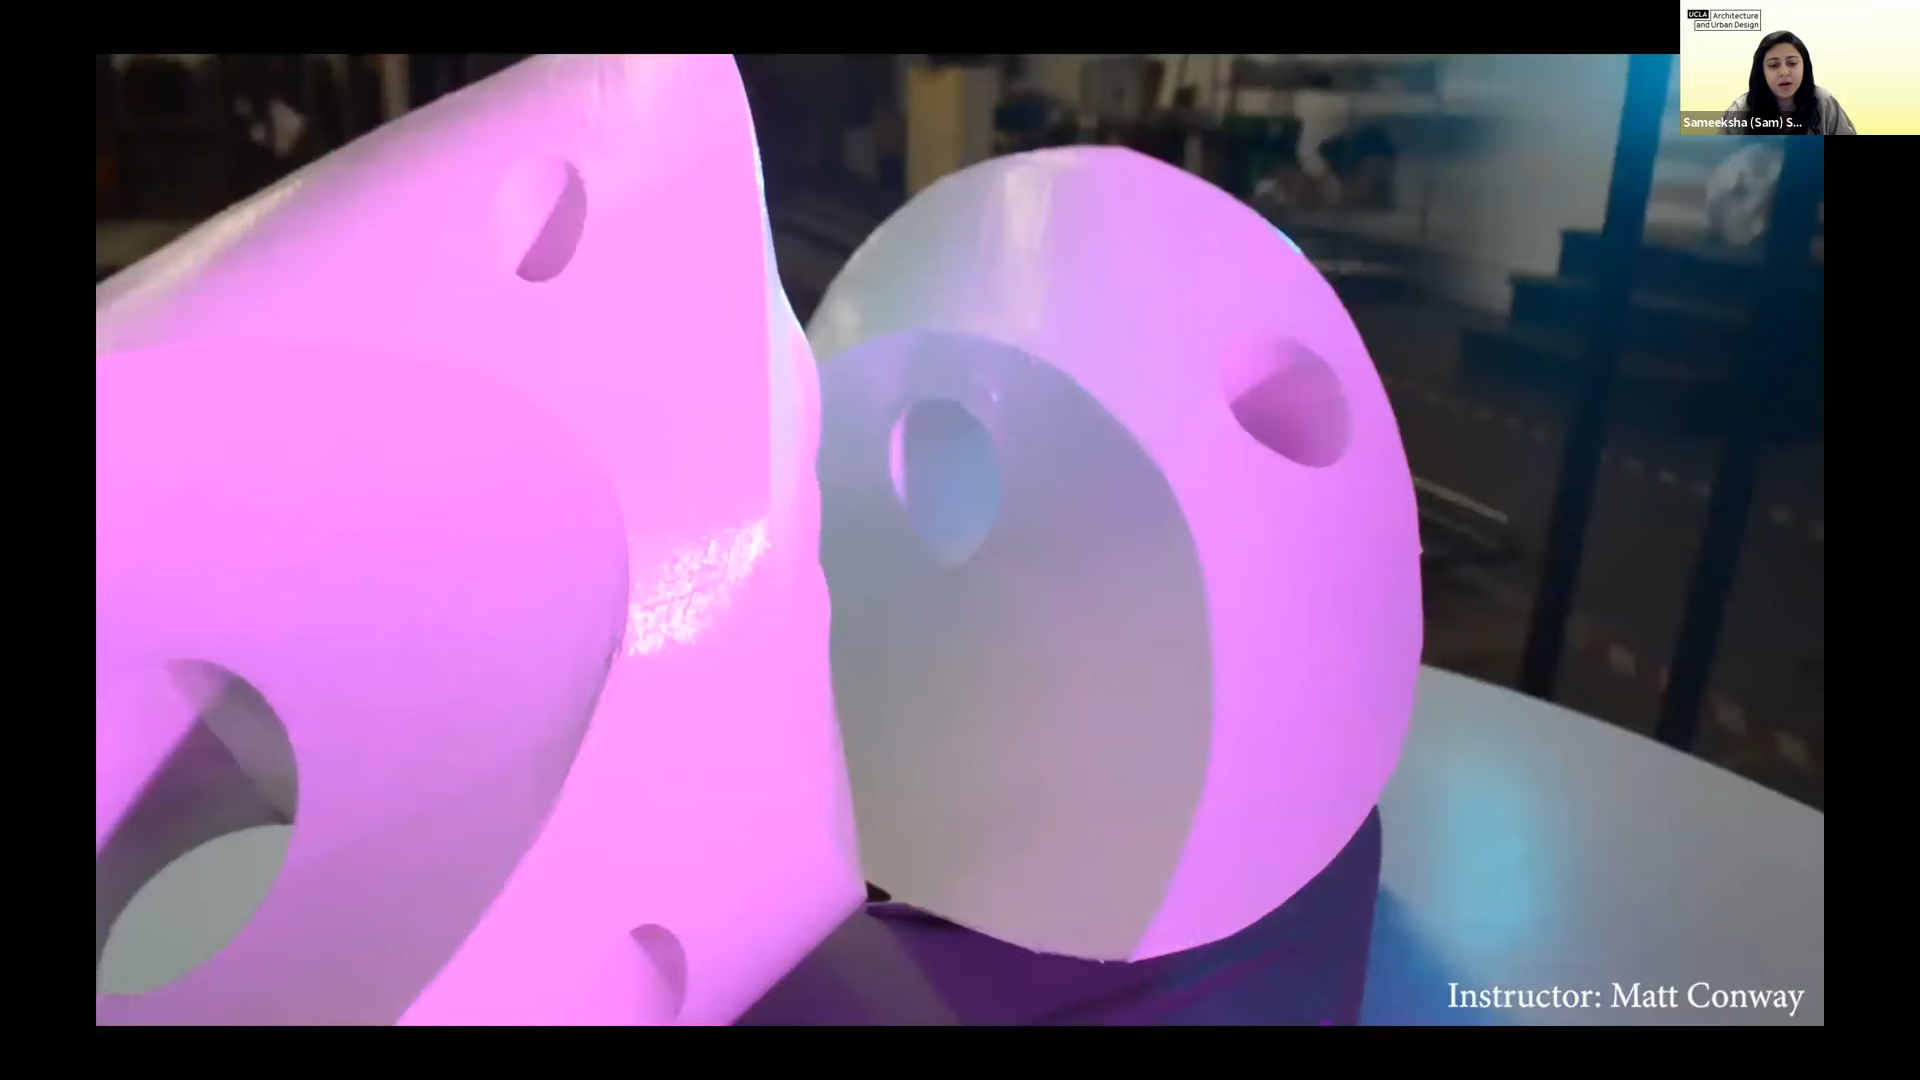 UCLA Architecture
and Urban Design
Sameeksha (Sam) S...
Instructor: Matt Conway